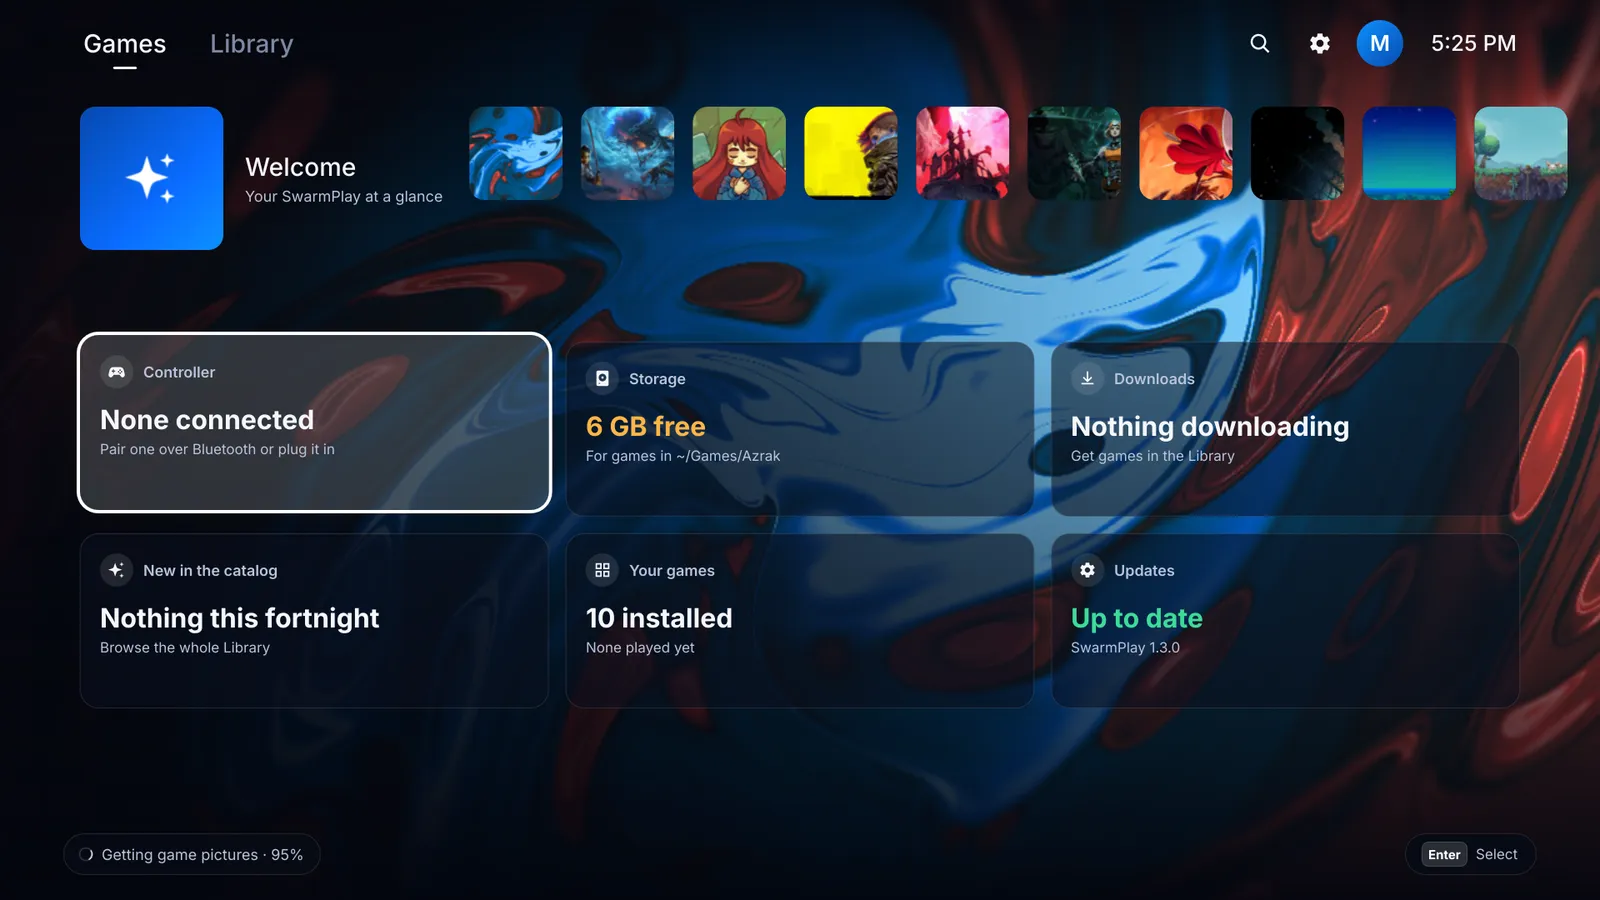 Games
Library
M
5:25 PM
Welcome
Your SwarmPlay at a glance
Controller
None connected
Pair one over Bluetooth or plug it in
Storage
6 GB free
For games in ~/Games/Azrak
Downloads
Nothing downloading
Get games in the Library
New in the catalog
Nothing this fortnight
Browse the whole Library
Your games
10 installed
None played yet
Updates
Up to date
SwarmPlay 1.3.0
Getting game pictures · 95%
Enter Select